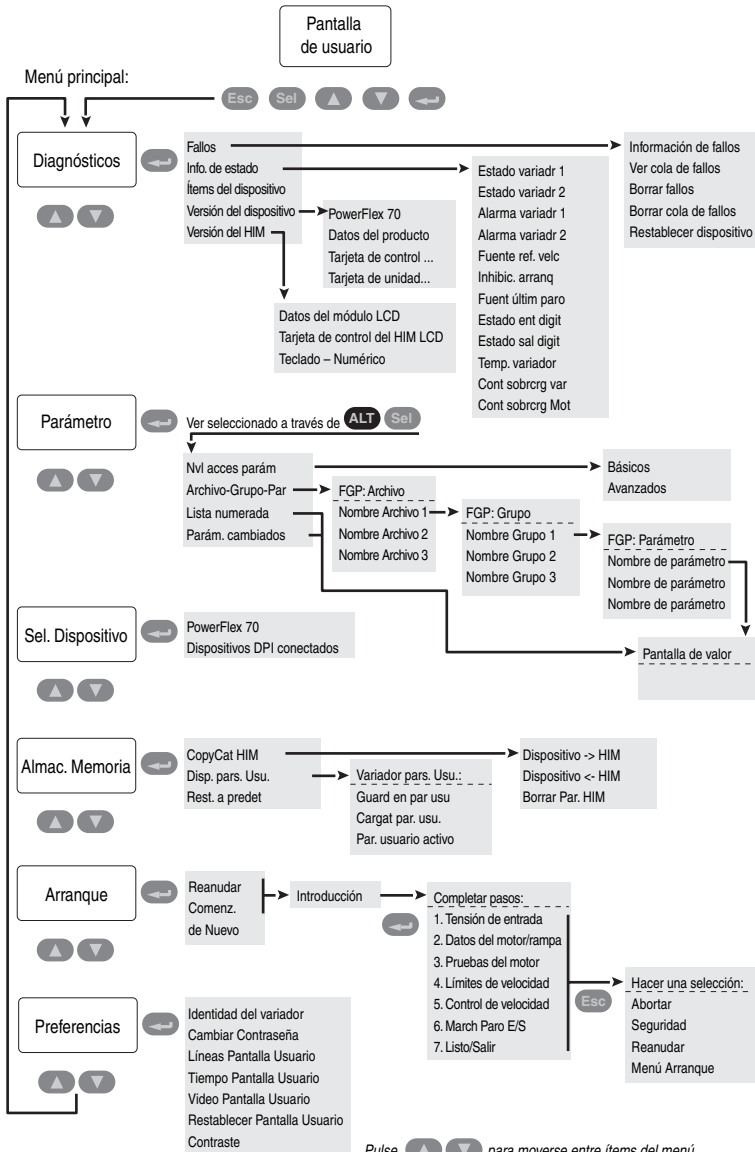 Pantalla
de usuario
Menú principal:
Esc Sel
Diagnósticos
Fallos
Info. de estado
Ítems del dispositivo
Versión del dispositivo
Versión del HIM
PowerFlex 70
Datos del producto
Tarjeta de control ...
Tarjeta de unidad...
Datos del módulo LCD
Tarjeta de control del HIM LCD
Teclado – Numérico
Estado variadr 1
Estado variadr 2
Alarma variadr 1
Alarma variadr 2
Fuente ref. velc
Inhibic. arranq
Fuent últim paro
Estado ent digit
Estado sal digit
Temp. variador
Cont sobrcrg var
Cont sobrcrg Mot
Información de fallos
Ver cola de fallos
Borrar fallos
Borrar cola de fallos
Restablecer dispositivo
Parámetro
Ver seleccionado a través de ALT Sel
Nvl acces parám
Archivo-Grupo-Par
Lista numerada
Parám. cambiados
FGP: Archivo
Nombre Archivo 1
Nombre Archivo 2
Nombre Archivo 3
FGP: Grupo
Nombre Grupo 1
Nombre Grupo 2
Nombre Grupo 3
Básicos
Avanzados
FGP: Parámetro
Nombre de parámetro
Nombre de parámetro
Nombre de parámetro
Pantalla de valor
Sel. Dispositivo
PowerFlex 70
Dispositivos DPI conectados
Almac. Memoria
CopyCat HIM
Disp. pars. Usu.
Rest. a predet
Variador pars. Usu.:
Guard en par usu
Cargat par. usu.
Par. usuario activo
Dispositivo -> HIM
Dispositivo <- HIM
Borrar Par. HIM
Arranque
Reanudar
Comenz.
de Nuevo
Introducción
Completar pasos:
1. Tensión de entrada
2. Datos del motor/rampa
3. Pruebas del motor
4. Límites de velocidad
5. Control de velocidad
6. March Paro E/S
7. Listo/Salir
Esc
Hacer una selección:
Abortar
Seguridad
Reanudar
Menú Arranque
Preferencias
Identidad del variador
Cambiar Contraseña
Líneas Pantalla Usuario
Tiempo Pantalla Usuario
Video Pantalla Usuario
Restablecer Pantalla Usuario
Contraste
Pulse para moverse entre ítems del menú